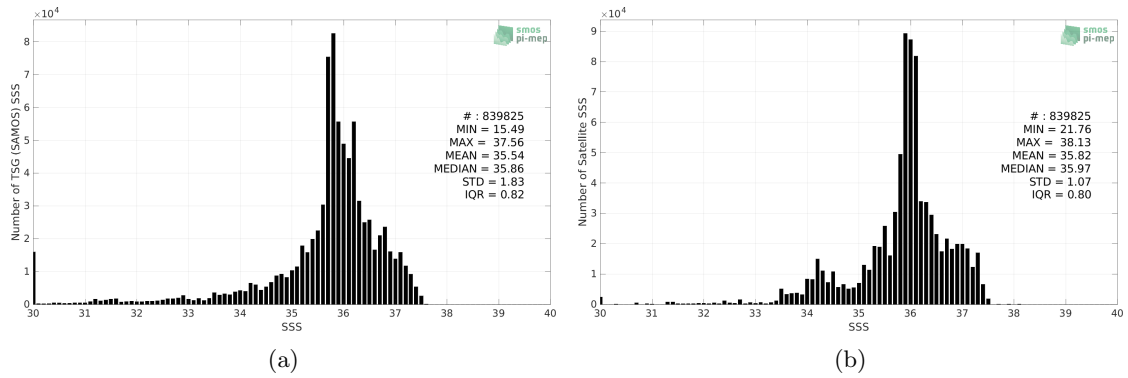 ×10⁴
8
7
6
5
4
3
2
1
0
Number of TSG (SAMOS) SSS
smos
pi-mep
# : 839825
MIN = 15.49
MAX = 37.56
MEAN = 35.54
MEDIAN = 35.86
STD = 1.83
IQR = 0.82
30 31 32 33 34 35 36 37 38 39 40
SSS
(a)
×10⁴
9
8
7
6
5
4
3
2
1
0
Number of Satellite SSS
smos
pi-mep
# : 839825
MIN = 21.76
MAX = 38.13
MEAN = 35.82
MEDIAN = 35.97
STD = 1.07
IQR = 0.80
30 31 32 33 34 35 36 37 38 39 40
SSS
(b)